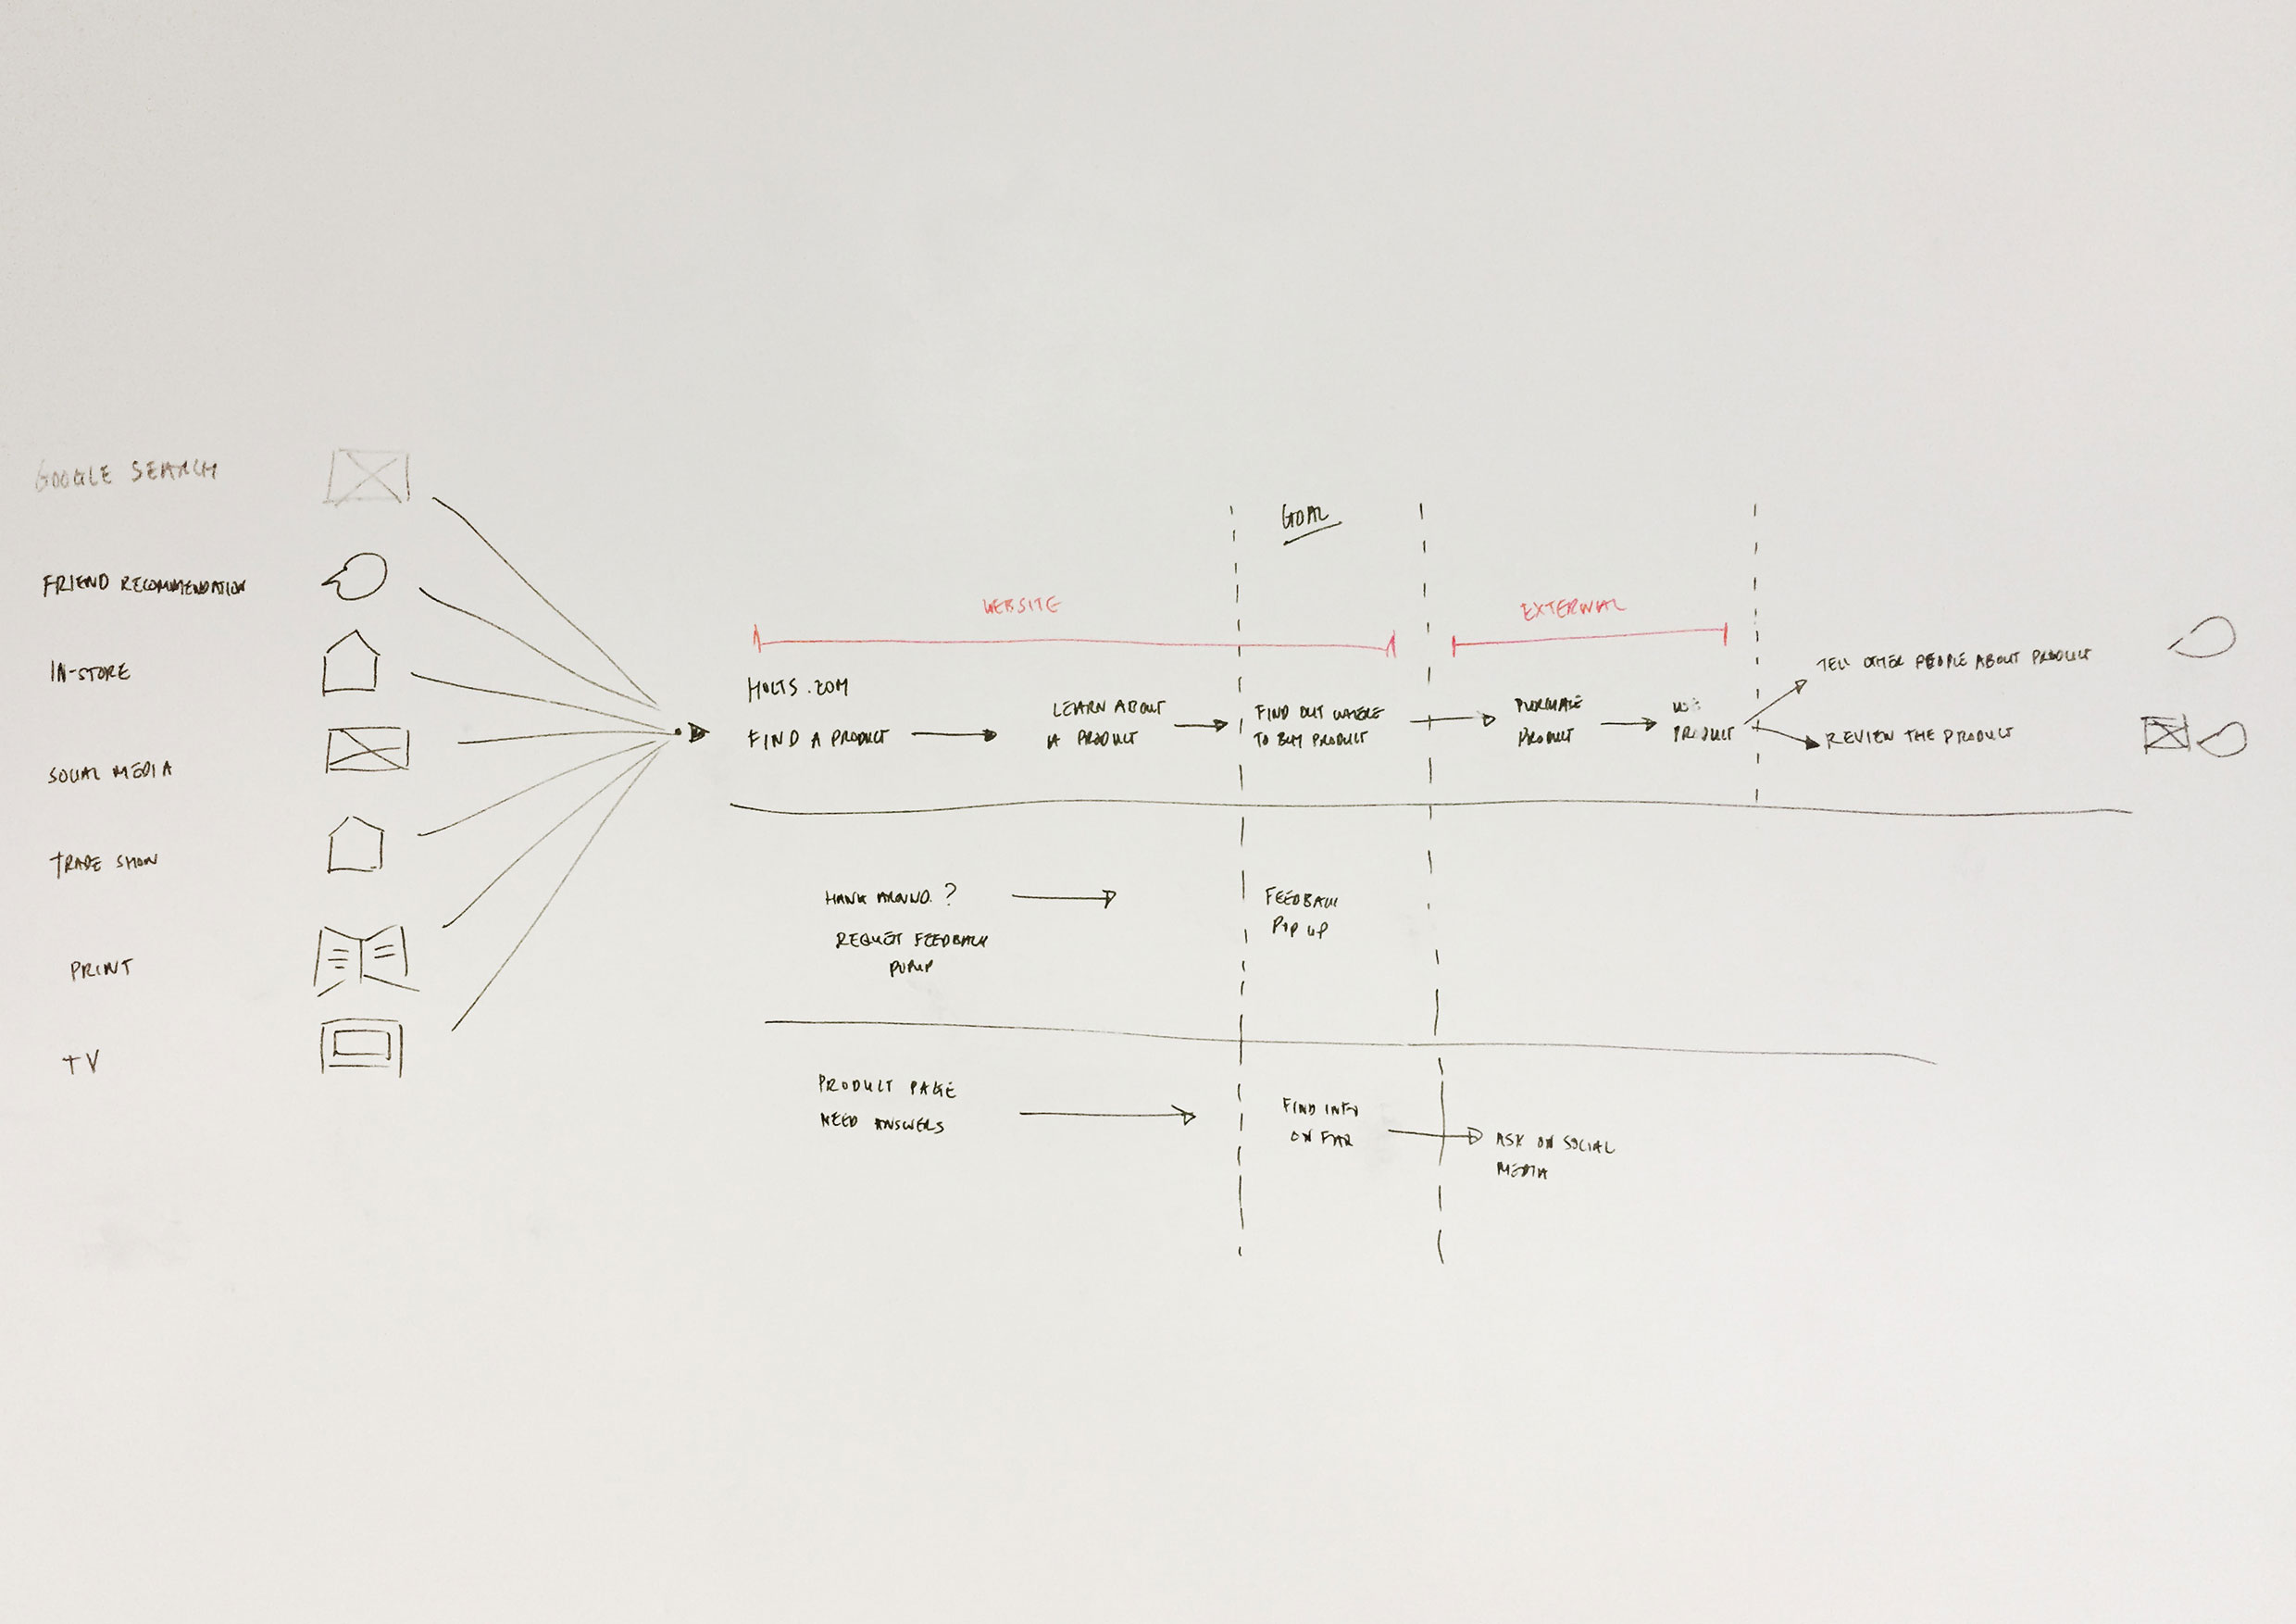 GOOGLE SEARCH
FRIEND RECOMMENDATION
IN-STORE
SOCIAL MEDIA
TRADE SHOW
PRINT
TV
GOAL
WEBSITE
EXTERNAL
HOLTS.COM
FIND A PRODUCT
LEARN ABOUT
A PRODUCT
FIND OUT WHERE
TO BUY PRODUCT
PURCHASE
PRODUCT
USE
PRODUCT
TELL OTHER PEOPLE ABOUT PRODUCT
REVIEW THE PRODUCT
HANG AROUND?
REQUEST FEEDBACK
POPUP
FEEDBACK
POP UP
PRODUCT PAGE
NEED ANSWERS
FIND INFO
ON FAQ
ASK ON SOCIAL
MEDIA